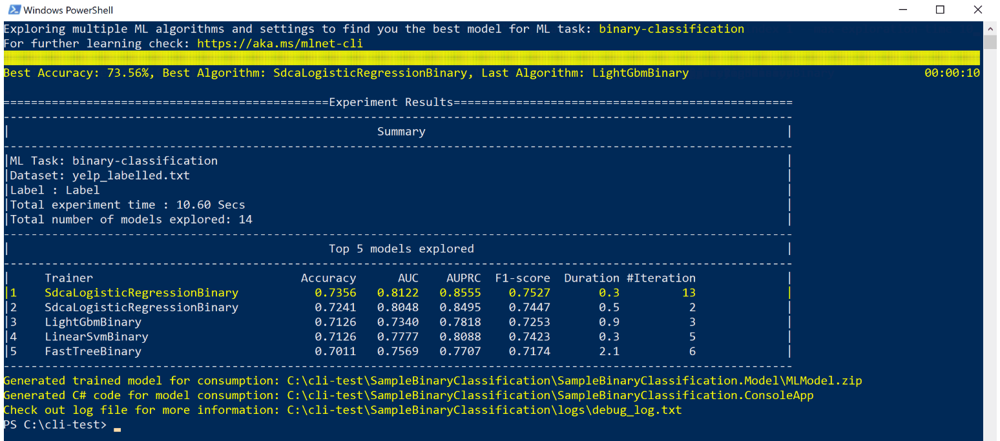 Windows PowerShell
Exploring multiple ML algorithms and settings to find you the best model for ML task: binary-classification
For further learning check: https://aka.ms/mlnet-cli
Best Accuracy: 73.56%, Best Algorithm: SdcaLogisticRegressionBinary, Last Algorithm: LightGbmBinary 00:00:10
===============================================Experiment Results=================================================
------------------------------------------------------------------------------------------------------------------
| Summary |
------------------------------------------------------------------------------------------------------------------
|ML Task: binary-classification |
|Dataset: yelp_labelled.txt |
|Label : Label |
|Total experiment time : 10.60 Secs |
|Total number of models explored: 14 |
------------------------------------------------------------------------------------------------------------------
| Top 5 models explored |
------------------------------------------------------------------------------------------------------------------
| Trainer Accuracy AUC AUPRC F1-score Duration #Iteration |
|1 SdcaLogisticRegressionBinary 0.7356 0.8122 0.8555 0.7527 0.3 13 |
|2 SdcaLogisticRegressionBinary 0.7241 0.8048 0.8495 0.7447 0.5 2 |
|3 LightGbmBinary 0.7126 0.7340 0.7818 0.7253 0.9 3 |
|4 LinearSvmBinary 0.7126 0.7777 0.8088 0.7423 0.3 5 |
|5 FastTreeBinary 0.7011 0.7569 0.7707 0.7174 2.1 6 |
------------------------------------------------------------------------------------------------------------------
Generated trained model for consumption: C:\cli-test\SampleBinaryClassification\SampleBinaryClassification.Model\MLModel.zip
Generated C# code for model consumption: C:\cli-test\SampleBinaryClassification\SampleBinaryClassification.ConsoleApp
Check out log file for more information: C:\cli-test\SampleBinaryClassification\logs\debug_log.txt
PS C:\cli-test>